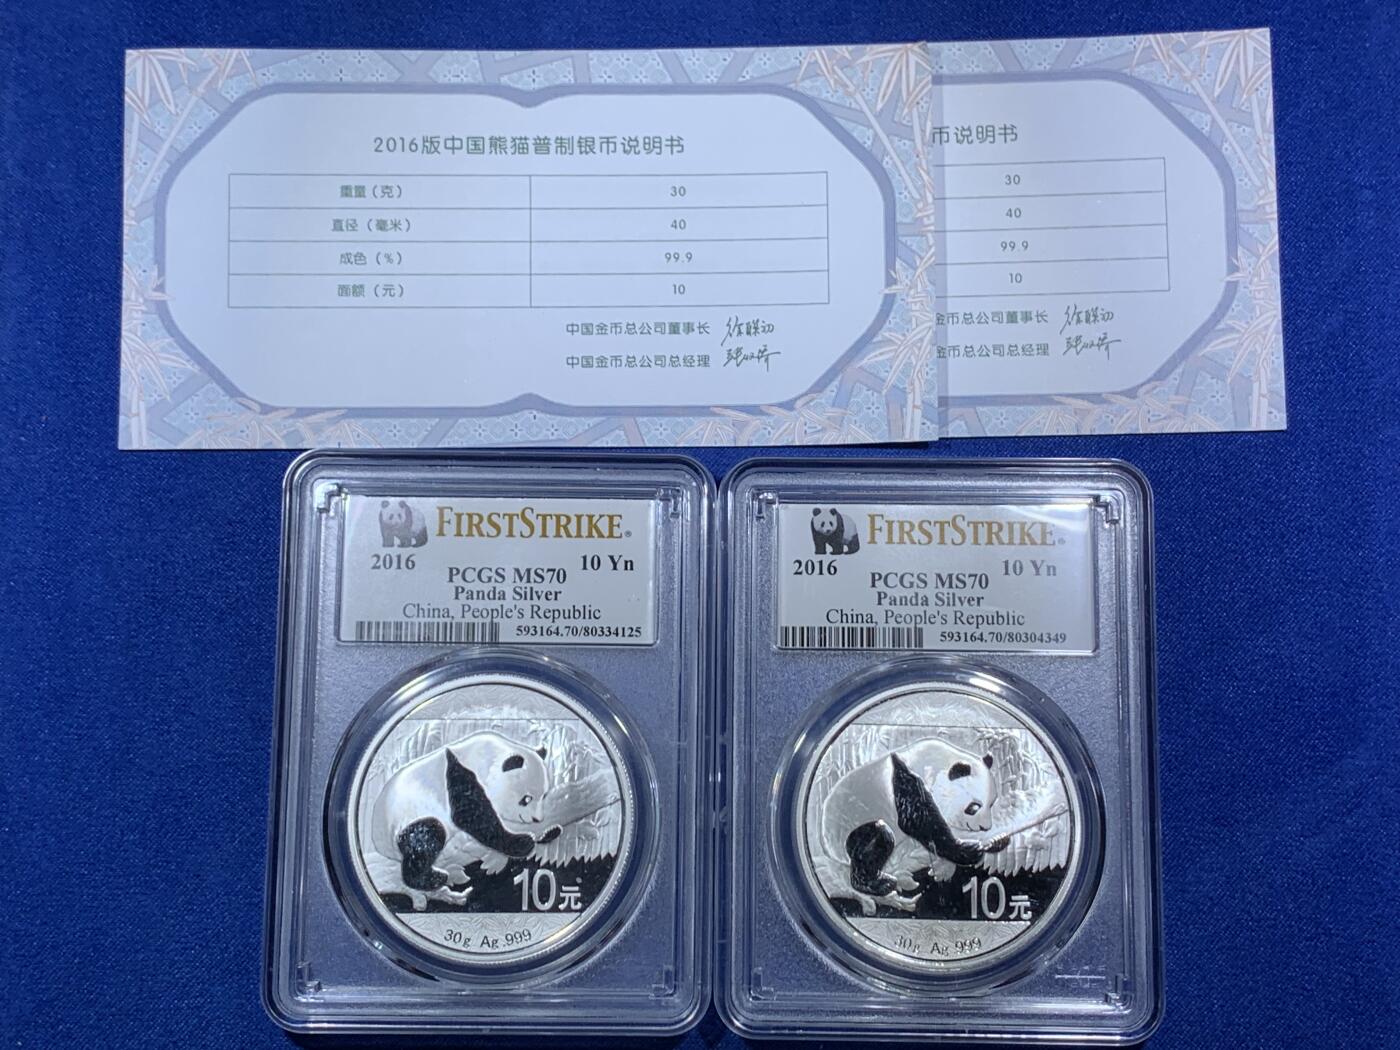 2016版中国熊猫普制银币说明书
重量（克） 30
直径（毫米） 40
成色（%） 99.9
面额（元） 10
中国金币总公司董事长
中国金币总公司总经理
币说明书
30
40
99.9
10
金币总公司董事长
金币总公司总经理
FIRSTSTRIKE®
2016 10 Yn
PCGS MS70
Panda Silver
China, People's Republic
593164.70/80334125
10元
30g Ag .999
FIRSTSTRIKE®
2016 10 Yn
PCGS MS70
Panda Silver
China, People's Republic
593164.70/80304349
10元
30g Ag .999